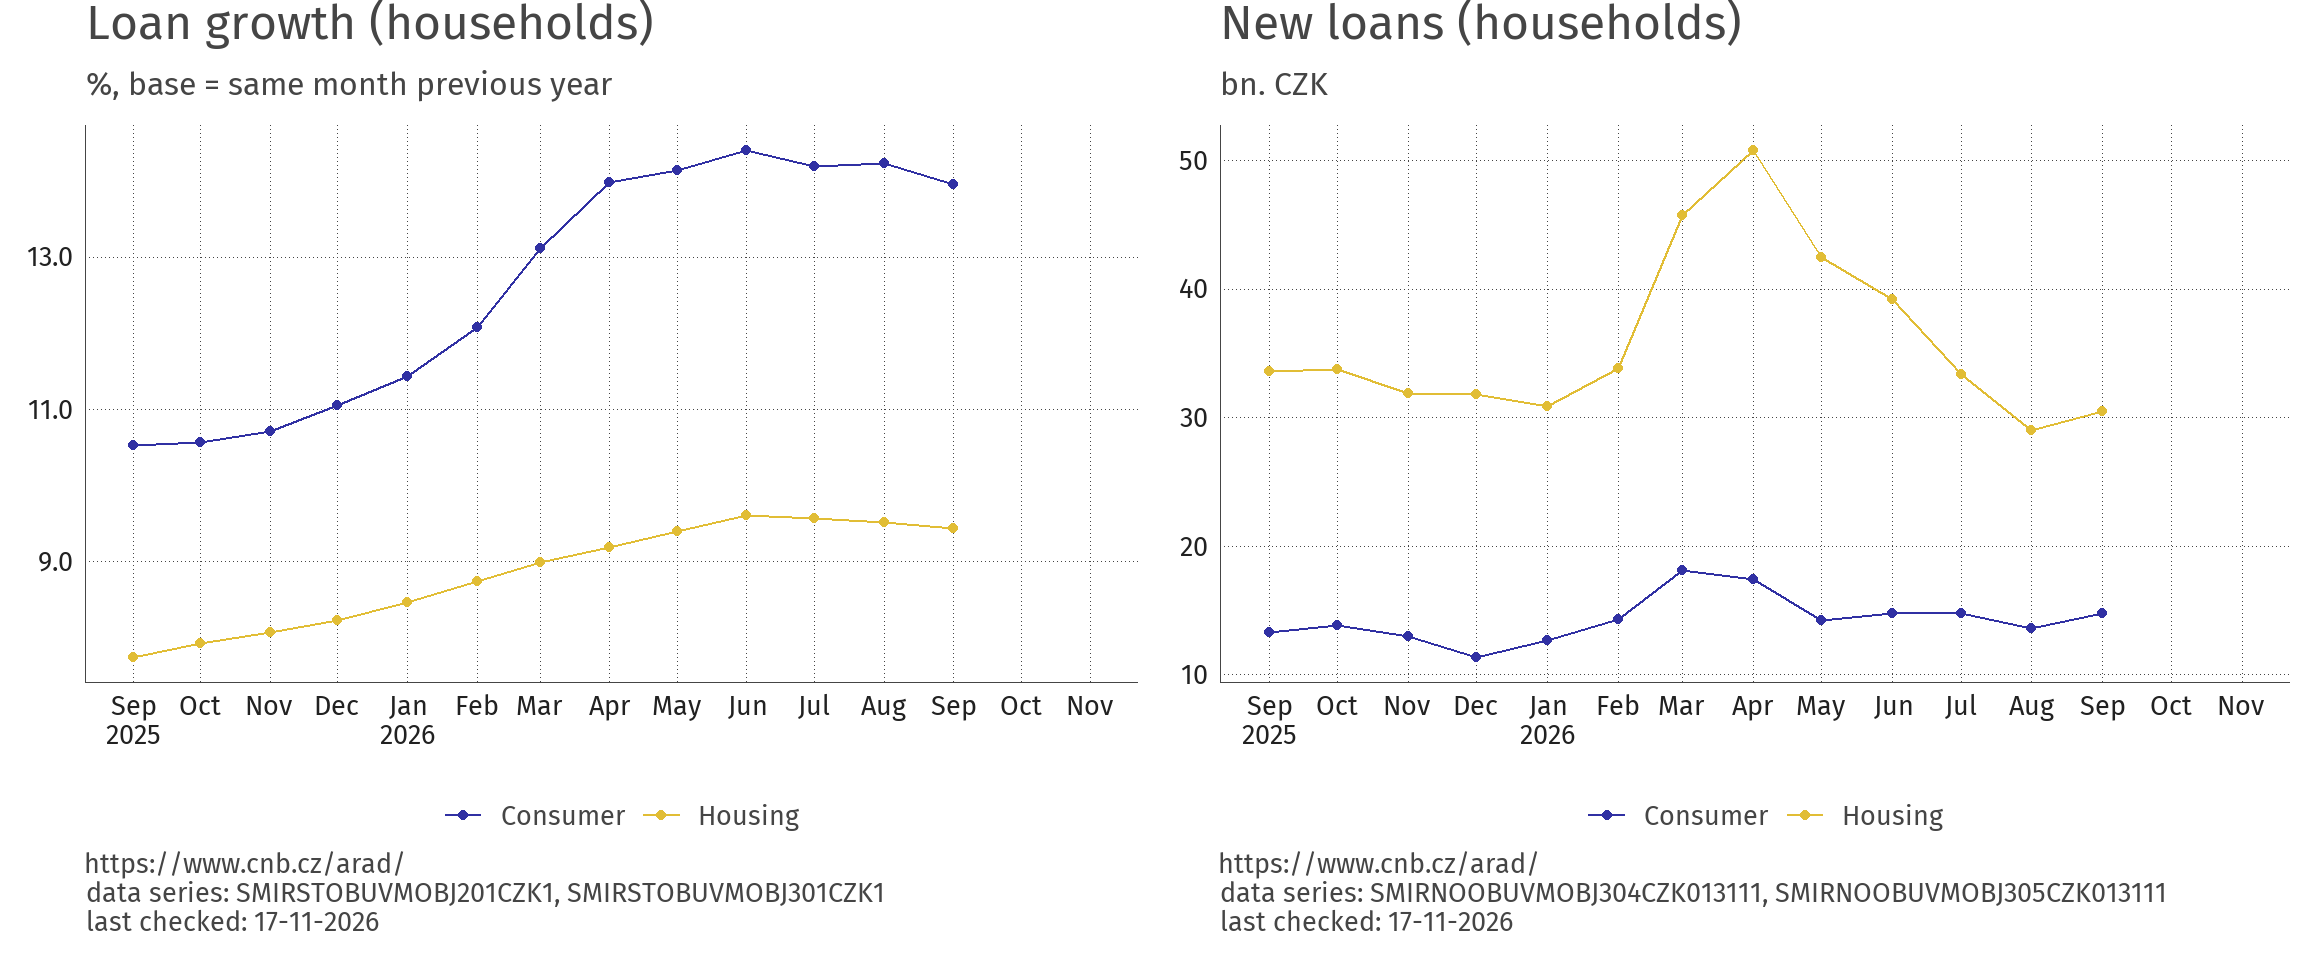 Loan growth (households)
%, base = same month previous year
13.0
11.0
9.0
Sep Oct Nov Dec Jan Feb Mar Apr May Jun Jul Aug Sep Oct Nov
2025 2026
Consumer Housing
https://www.cnb.cz/arad/
data series: SMIRSTOBUVMOBJ201CZK1, SMIRSTOBUVMOBJ301CZK1
last checked: 17-11-2026
New loans (households)
bn. CZK
50
40
30
20
10
Sep Oct Nov Dec Jan Feb Mar Apr May Jun Jul Aug Sep Oct Nov
2025 2026
Consumer Housing
https://www.cnb.cz/arad/
data series: SMIRNOOBUVMOBJ304CZK013111, SMIRNOOBUVMOBJ305CZK013111
last checked: 17-11-2026